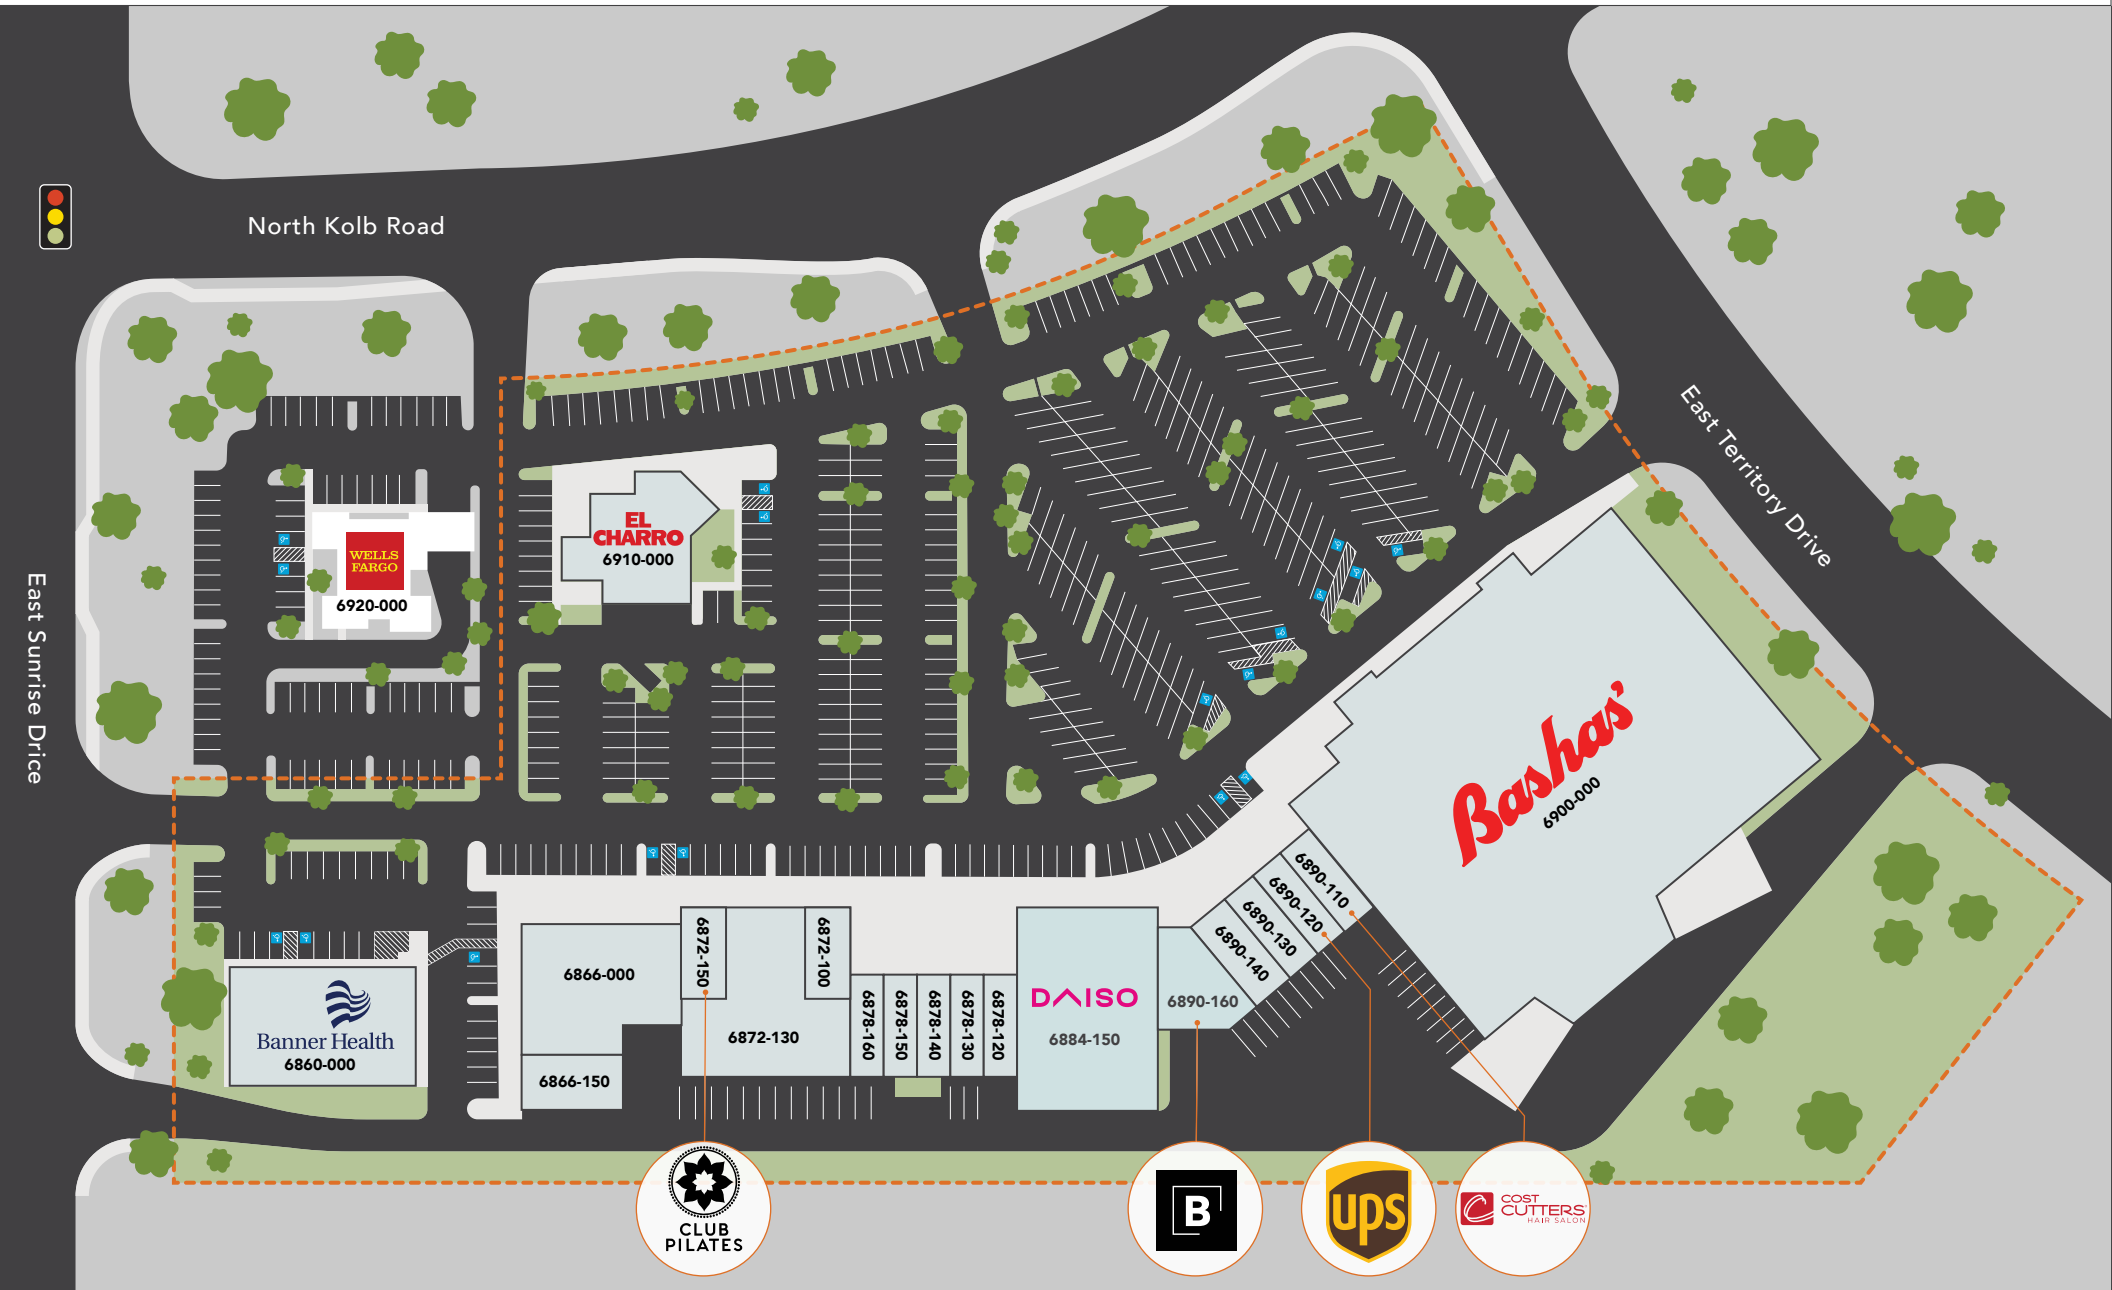 North Kolb Road
East Sunrise Drice
East Territory Drive
WELLS
FARGO
6920-000
EL
CHARRO
6910-000
Bashas'
6900-000
6890-110
6890-120
6890-130
6890-140
6890-160
DAISO
6884-150
6878-120
6878-130
6878-140
6878-150
6878-160
6872-100
6872-130
6872-150
6866-000
6866-150
Banner Health
6860-000
CLUB
PILATES
B
ups
COST
CUTTERS
HAIR SALON